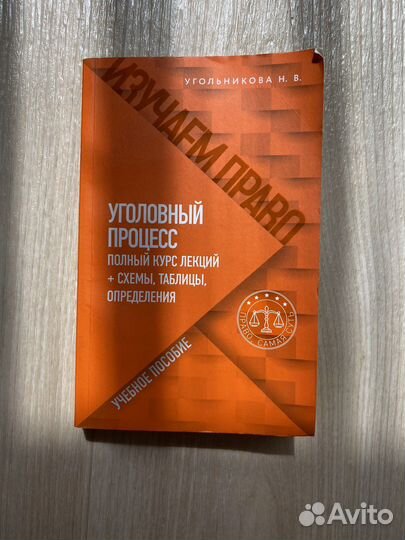 УГОЛЬНИКОВА Н. В.
ИЗУЧАЕМ ПРАВО
УГОЛОВНЫЙ
ПРОЦЕСС
ПОЛНЫЙ КУРС ЛЕКЦИЙ
+ СХЕМЫ, ТАБЛИЦЫ,
ОПРЕДЕЛЕНИЯ
ПРАВО. САМАЯ СУТЬ
УЧЕБНОЕ ПОСОБИЕ
Avito